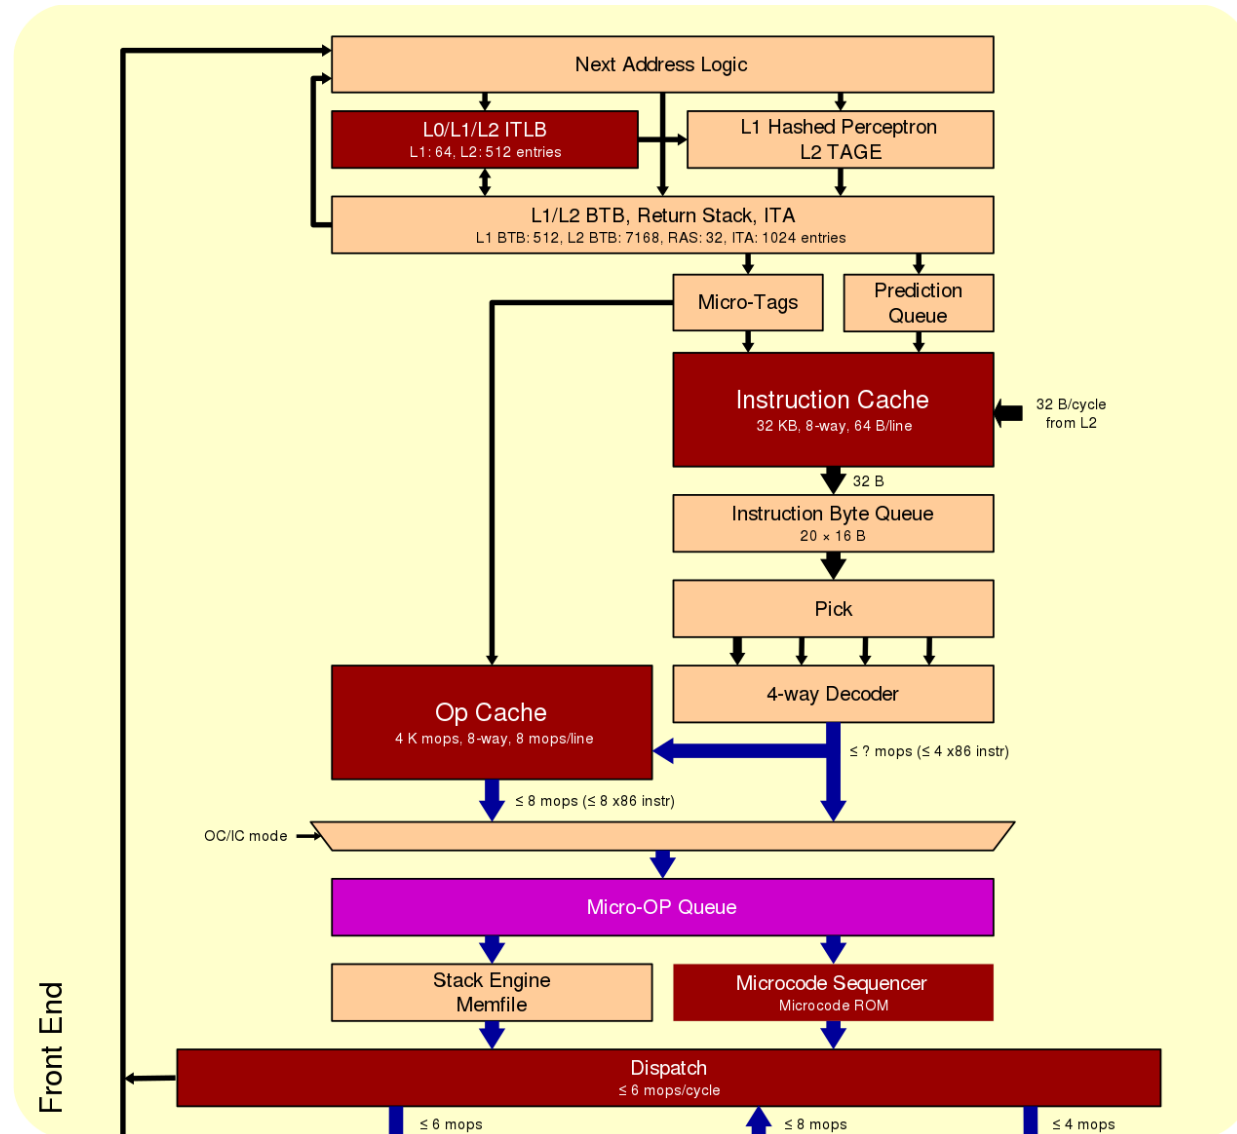 Next Address Logic
L0/L1/L2 ITLB
L1: 64, L2: 512 entries
L1 Hashed Perceptron
L2 TAGE
L1/L2 BTB, Return Stack, ITA
L1 BTB: 512, L2 BTB: 7168, RAS: 32, ITA: 1024 entries
Micro-Tags
Prediction
Queue
Instruction Cache
32 KB, 8-way, 64 B/line
32 B/cycle
from L2
32 B
Instruction Byte Queue
20 × 16 B
Pick
4-way Decoder
Op Cache
4 K mops, 8-way, 8 mops/line
≤ ? mops (≤ 4 x86 instr)
≤ 8 mops (≤ 8 x86 instr)
OC/IC mode
Micro-OP Queue
Stack Engine
Memfile
Microcode Sequencer
Microcode ROM
Front End
Dispatch
≤ 6 mops/cycle
≤ 6 mops
≤ 8 mops
≤ 4 mops